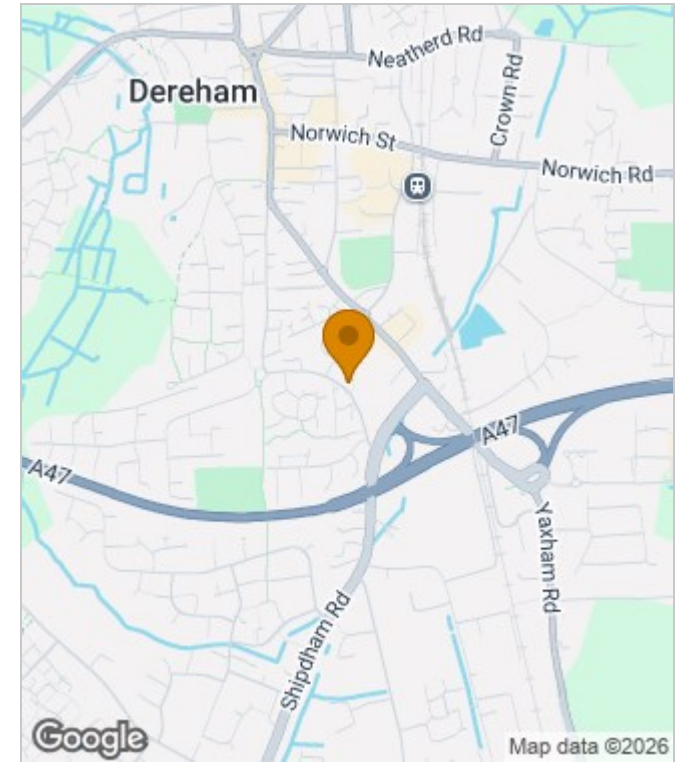 Neatherd Rd
Dereham
Crown Rd
Norwich St
Norwich Rd
A47
A47
Yaxham Rd
Shipdham Rd
Google
Map data ©2026